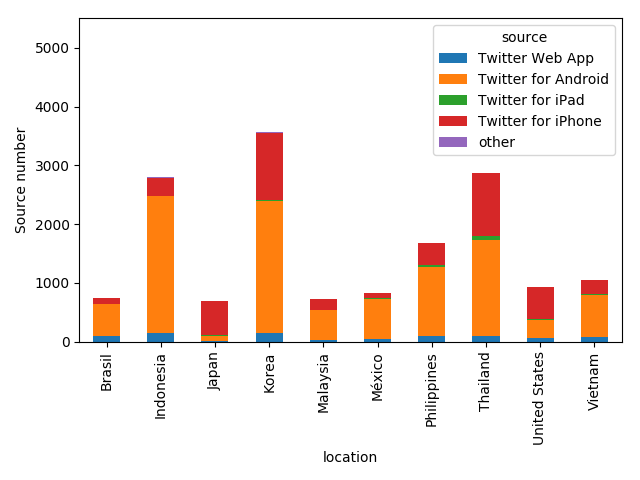 source
Twitter Web App
Twitter for Android
Twitter for iPad
Twitter for iPhone
other
Source number
5000
4000
3000
2000
1000
0
Brasil
Indonesia
Japan
Korea
Malaysia
México
Philippines
Thailand
United States
Vietnam
location